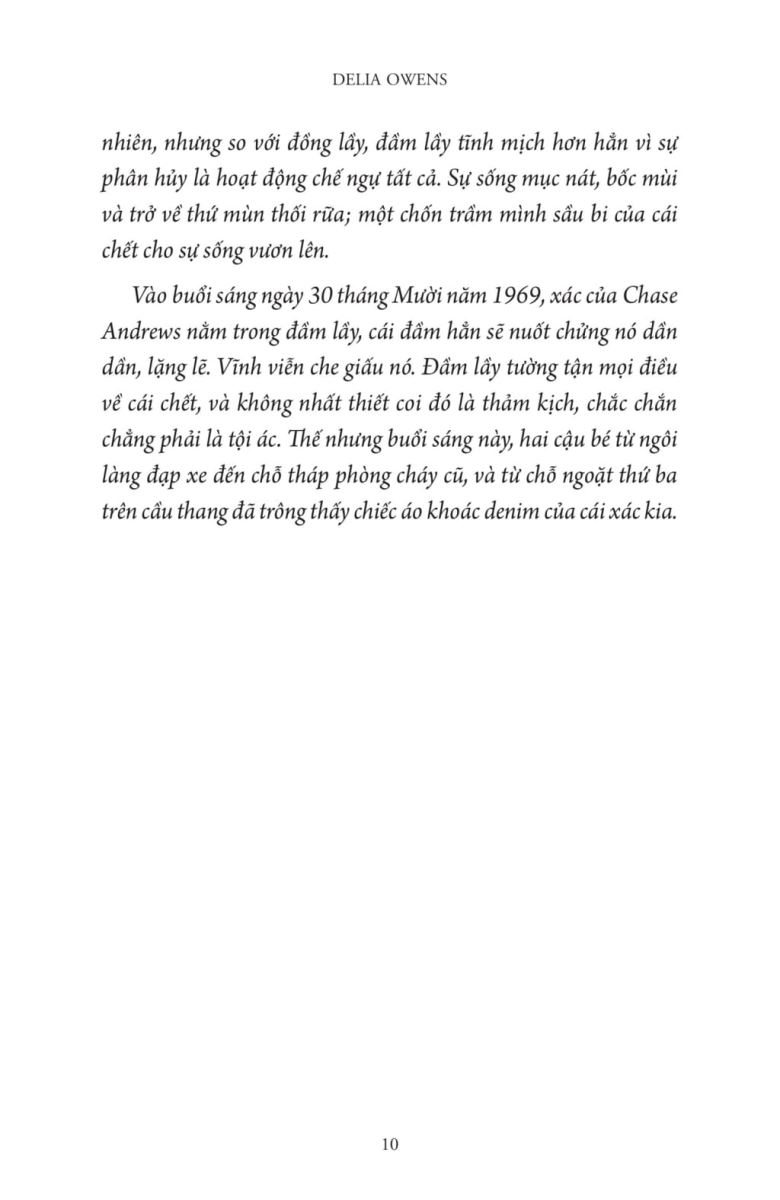 DELIA OWENS
nhiên, nhưng so với đồng lầy, đầm lầy tĩnh mịch hơn hẳn vì sự
phân hủy là hoạt động chế ngự tất cả. Sự sống mục nát, bốc mùi
và trở về thứ mùn thối rữa; một chốn trầm mình sầu bi của cái
chết cho sự sống vươn lên.
Vào buổi sáng ngày 30 tháng Mười năm 1969, xác của Chase
Andrews nằm trong đầm lầy, cái đầm hẳn sẽ nuốt chửng nó dần
dần, lặng lẽ. Vĩnh viễn che giấu nó. Đầm lầy tường tận mọi điều
về cái chết, và không nhất thiết coi đó là thảm kịch, chắc chắn
chẳng phải là tội ác. Thế nhưng buổi sáng này, hai cậu bé từ ngôi
làng đạp xe đến chỗ tháp phòng cháy cũ, và từ chỗ ngoặt thứ ba
trên cầu thang đã trông thấy chiếc áo khoác denim của cái xác kia.
10